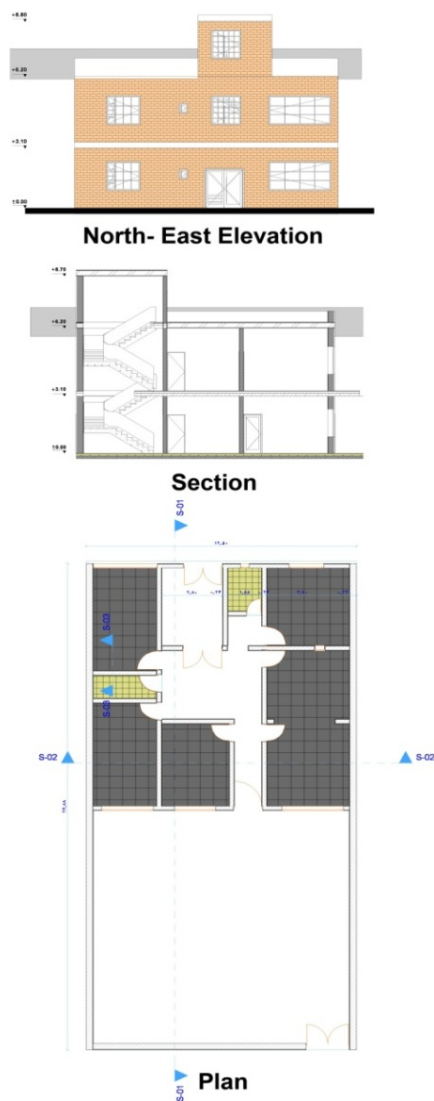 +8.80
+6.20
+3.10
±0.00
North- East Elevation
+8.70
+6.20
+3.10
±0.00
Section
S-01
S-03
S-03
S-02
S-02
S-01
Plan